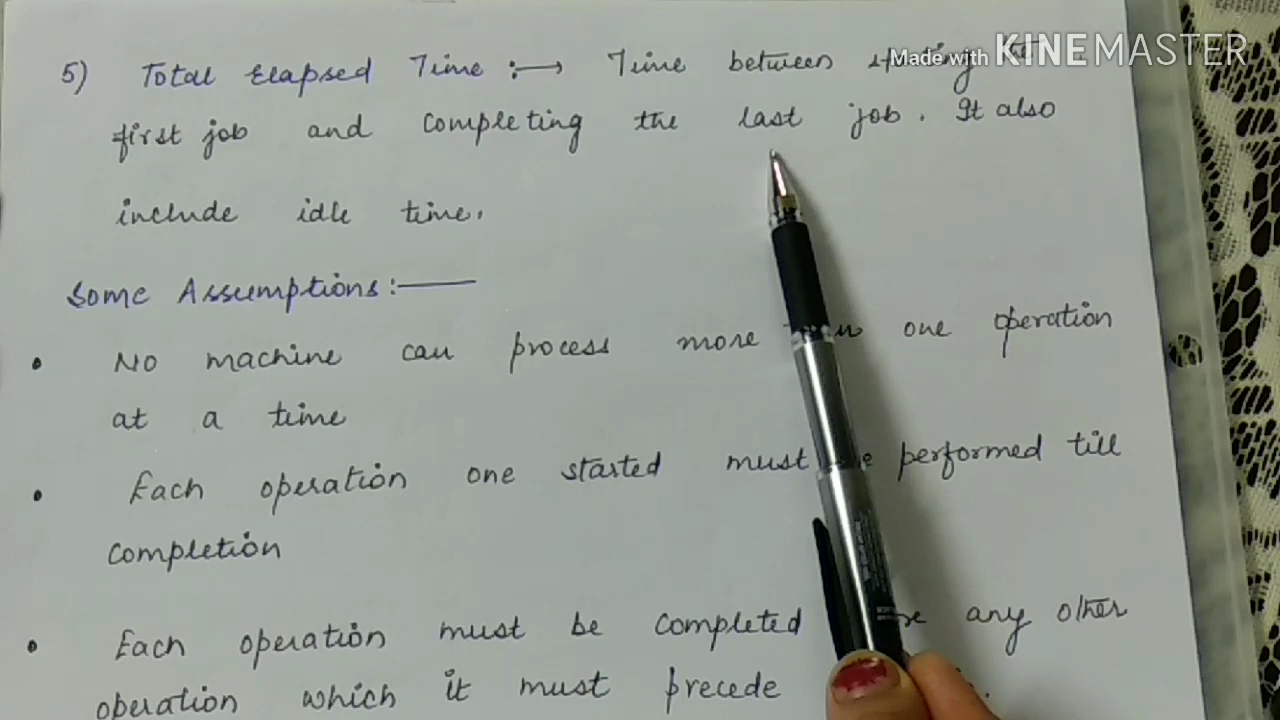 Made with KINEMASTER
5) Total Elapsed Time :→ Time between
first job and completing the last job. It also
include idle time.
Some Assumptions :—
• No machine can process more one operation
at a time
• Each operation one started must performed till
completion
• Each operation must be completed any other
operation which it must precede